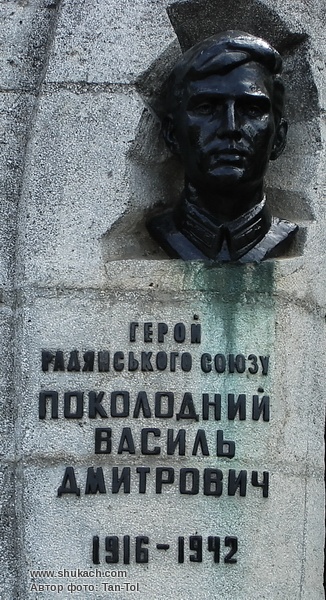 ГЕРОЙ
РАДЯНСЬКОГО СОЮЗУ
ПОКОЛОДНИЙ
ВАСИЛЬ
ДМИТРОВИЧ
1916-1942
www.shukach.com
Автор фото: Tan-Tol